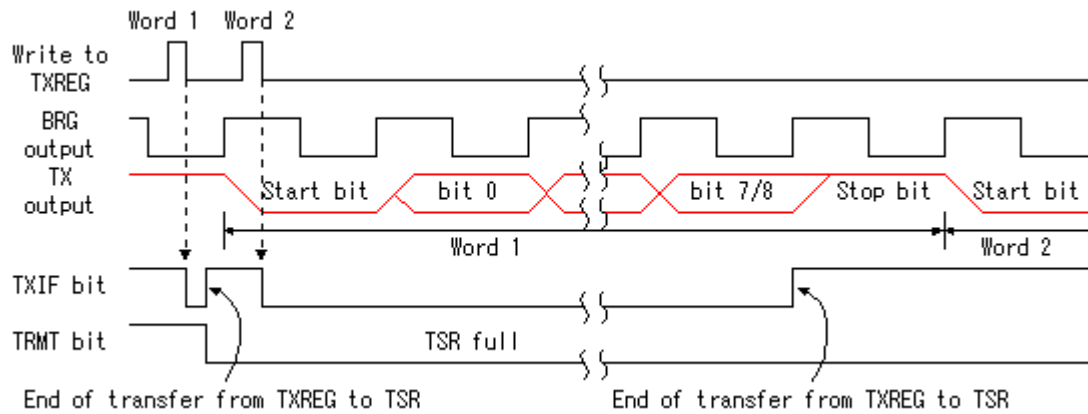 Word 1 Word 2
Write to
TXREG
BRG
output
TX
output
Start bit bit 0 bit 7/8 Stop bit Start bit
Word 1 Word 2
TXIF bit
TRMT bit TSR full
End of transfer from TXREG to TSR End of transfer from TXREG to TSR